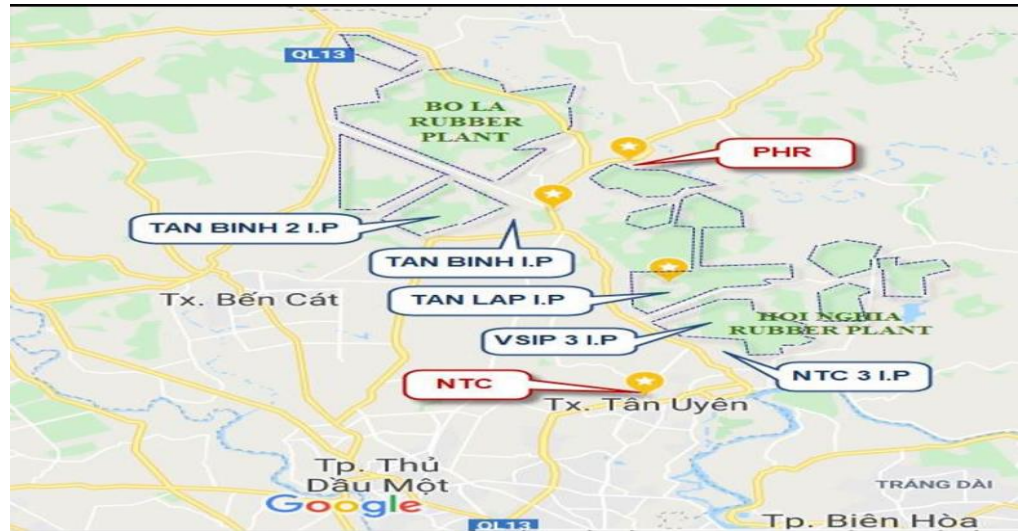 QL13
BO LA
RUBBER
PLANT
PHR
TAN BINH 2 I.P
TAN BINH I.P
Tx. Bến Cát
TAN LAP I.P
HOI NGHIA
RUBBER PLANT
VSIP 3 I.P
NTC 3 I.P
NTC
Tx. Tân Uyên
Tp. Thủ
Dầu Một
TRẢNG DÀI
Google
QL13
Tp. Biên Hòa